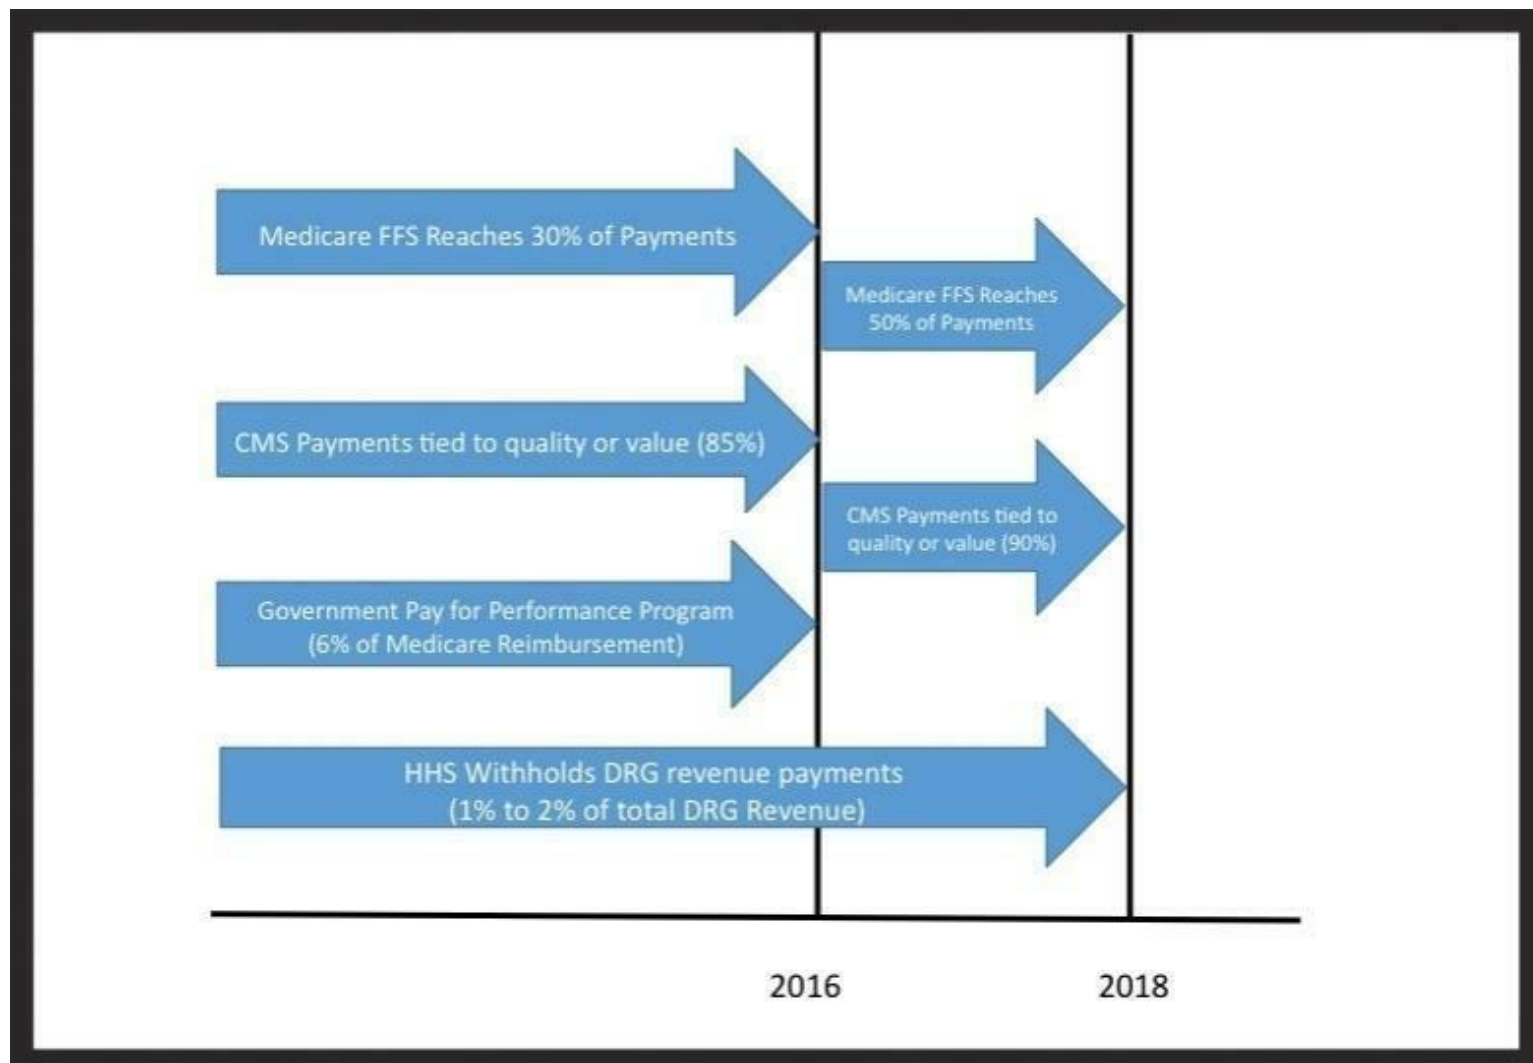 Medicare FFS Reaches 30% of Payments
Medicare FFS Reaches
50% of Payments
CMS Payments tied to quality or value (85%)
CMS Payments tied to
quality or value (90%)
Government Pay for Performance Program
(6% of Medicare Reimbursement)
HHS Withholds DRG revenue payments
(1% to 2% of total DRG Revenue)
2016
2018